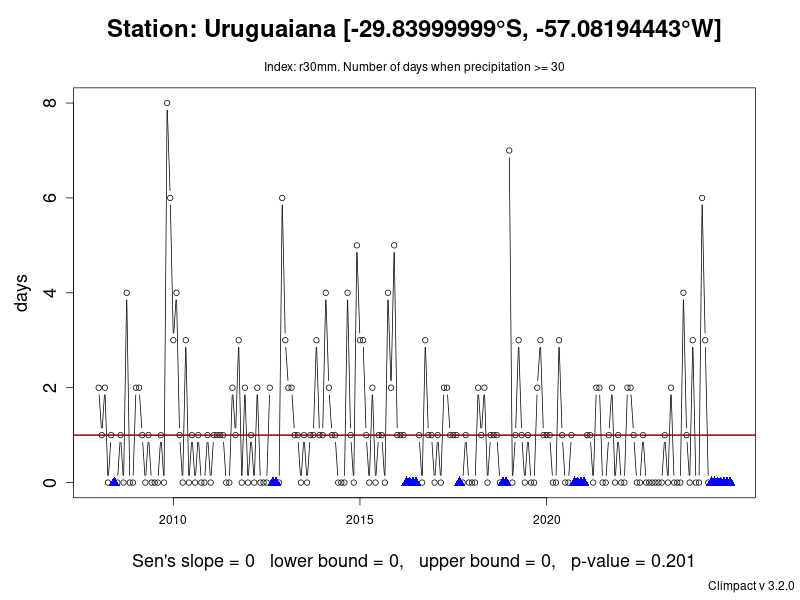 Station: Uruguaiana [-29.83999999°S, -57.08194443°W]
Index: r30mm. Number of days when precipitation >= 30
8
6
4
2
0
days
2010 2015 2020
Sen's slope = 0 lower bound = 0, upper bound = 0, p-value = 0.201
Climpact v 3.2.0